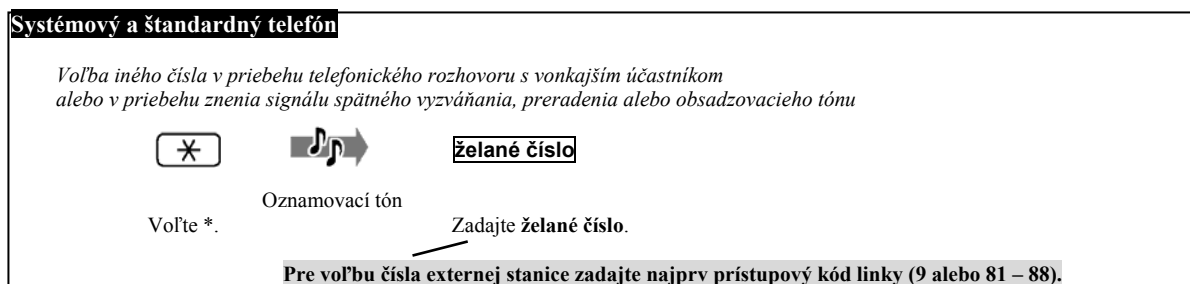 Systémový a štandardný telefón
Voľba iného čísla v priebehu telefonického rozhovoru s vonkajším účastníkom
alebo v priebehu znenia signálu spätného vyzváňania, preradenia alebo obsadzovacieho tónu
želané číslo
Oznamovací tón
Voľte *. Zadajte želané číslo.
Pre voľbu čísla externej stanice zadajte najprv prístupový kód linky (9 alebo 81 – 88).